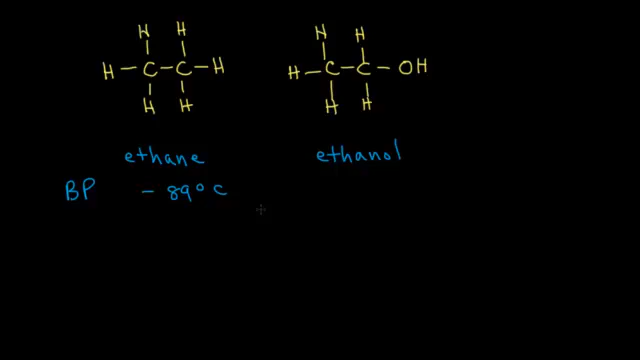 H H H
H - C - C - H H - C - C - OH
H H H H
ethane ethanol
BP - 89° C